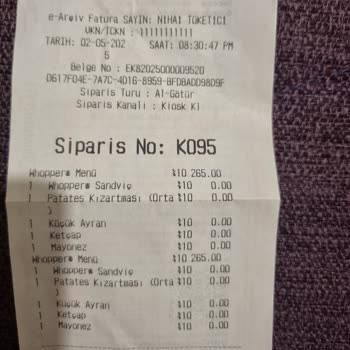 e-Arşiv Fatura SAYIN: NIHAI TÜKETICI
VKN/TCKN : 11111111111
TARIH: 02-05-202 SAAT: 08:30:47 PM
5
Belge No : EK82025000009520
D617F04E-7A7C-4D16-8959-BFDBADD9809F
Siparis Turu : Al-Götür
Siparis Kanali : Kiosk K1
Siparis No: K095
Whopper® Menü ₺10 265.00
1 Whopper® Sandviç ₺10 0.00
1 Patates Kızartması (Orta ₺10 0.00
)
1 Küçük Ayran ₺10 0.00
1 Ketçap ₺10 0.00
1 Mayonez ₺10 0.00
Whopper® Menü ₺10 265.00
1 Whopper® Sandviç ₺10 0.00
1 Patates Kızartması (Orta ₺10 0.00
)
1 Küçük Ayran ₺10 0.00
1 Ketçap ₺10 0.00
1 Mayonez ₺10 0.00